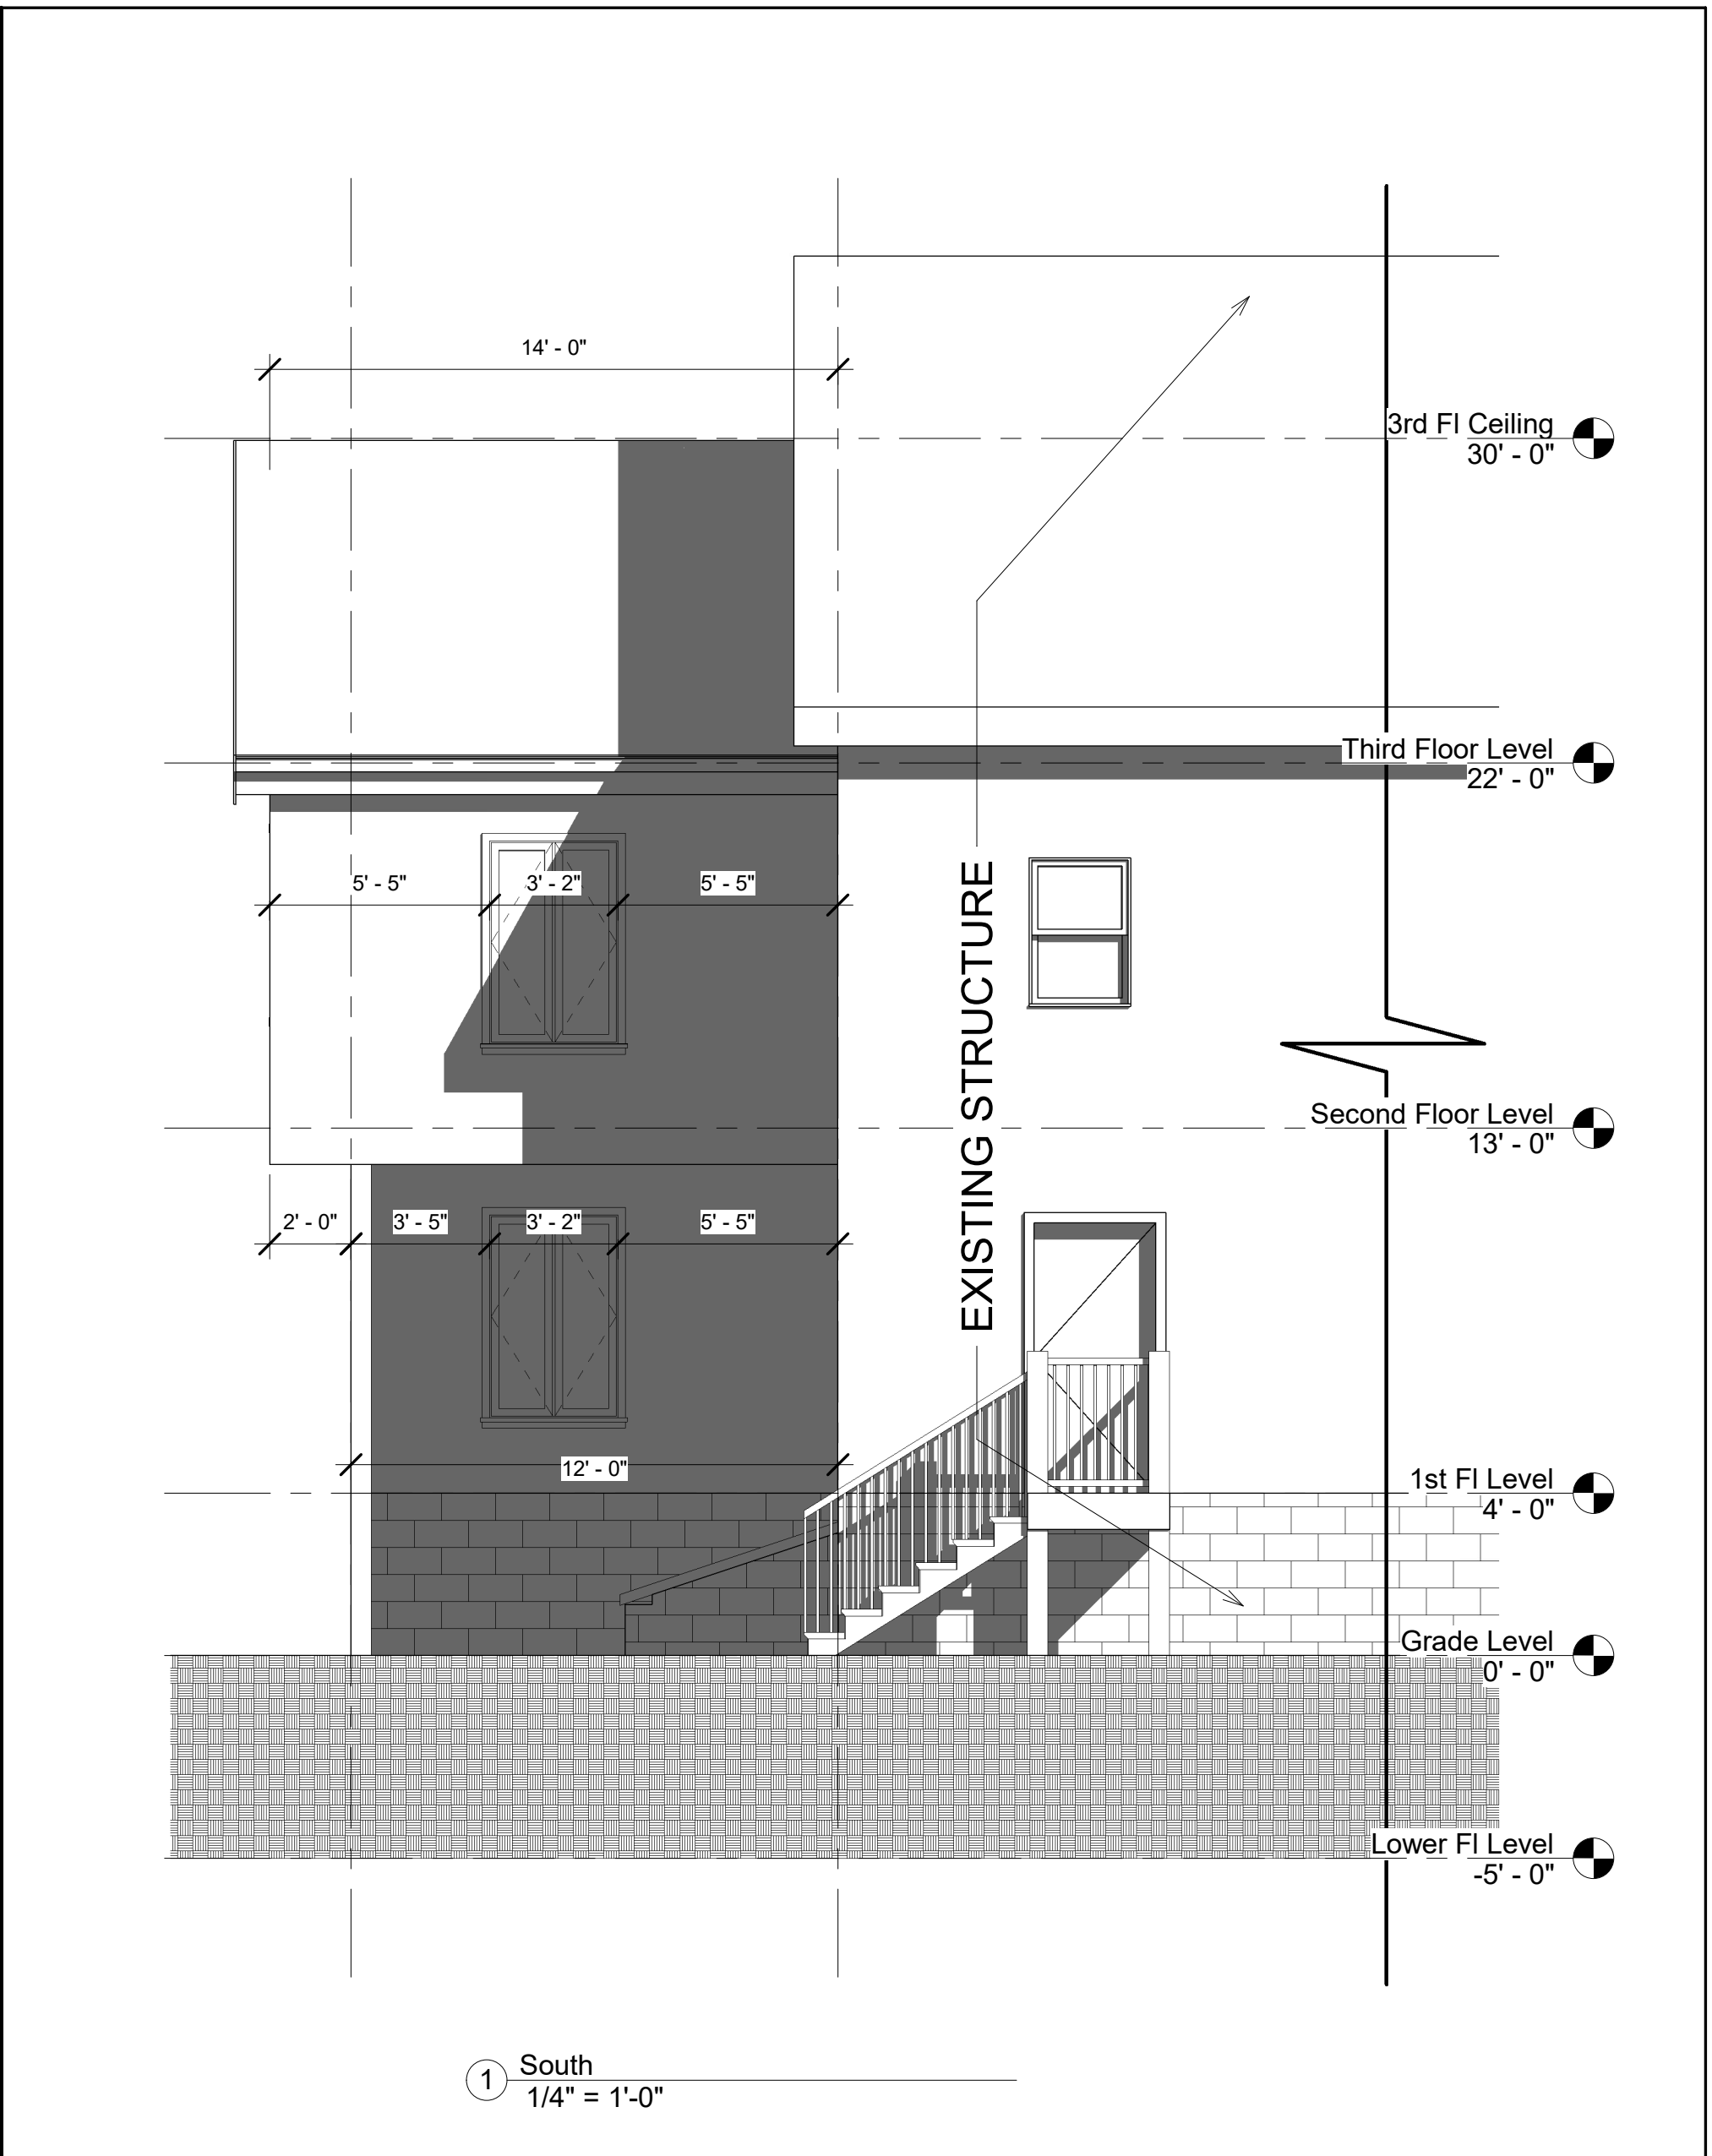 14' - 0"
3rd Fl Ceiling
30' - 0"
Third Floor Level
22' - 0"
5' - 5"
3' - 2"
5' - 5"
EXISTING STRUCTURE
Second Floor Level
13' - 0"
2' - 0"
3' - 5"
3' - 2"
5' - 5"
12' - 0"
1st Fl Level
4' - 0"
Grade Level
0' - 0"
Lower Fl Level
-5' - 0"
1
South
1/4" = 1'-0"